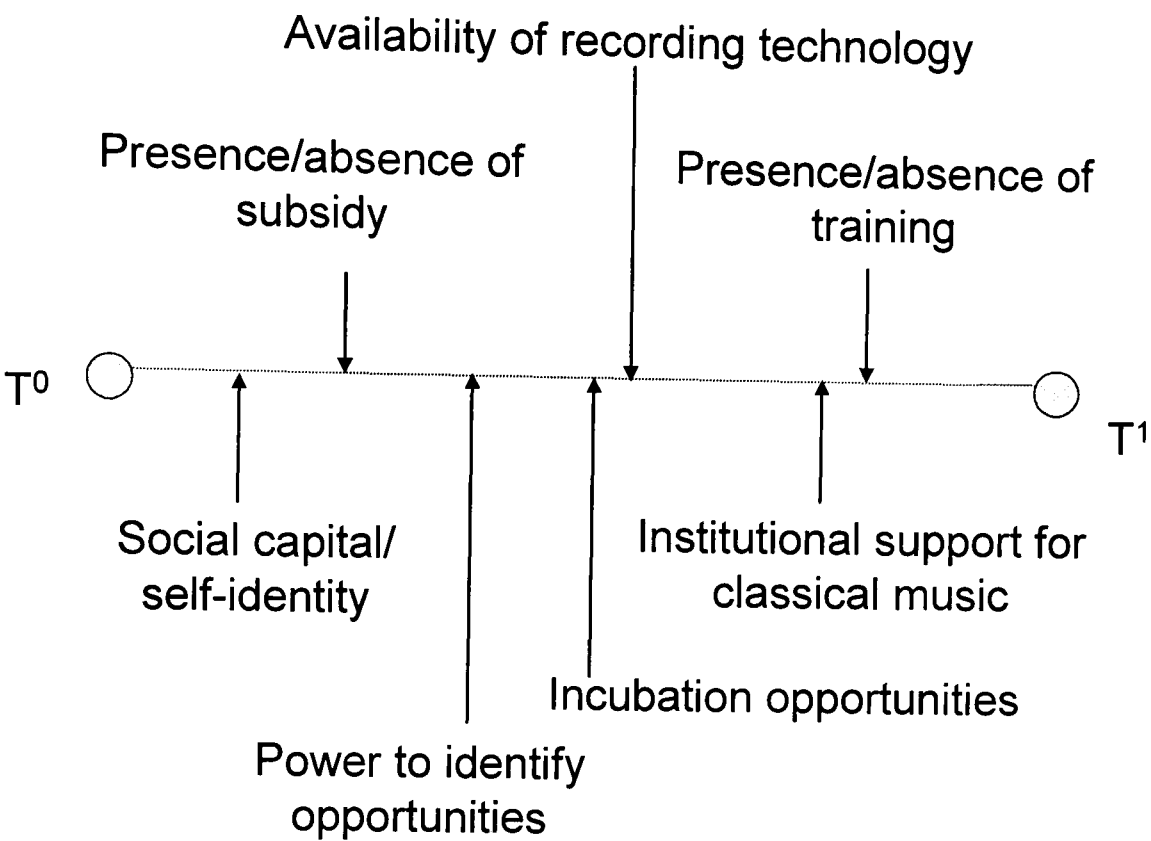 Availability of recording technology
Presence/absence of
subsidy
Presence/absence of
training
T⁰
T¹
Social capital/
self-identity
Institutional support for
classical music
Incubation opportunities
Power to identify
opportunities